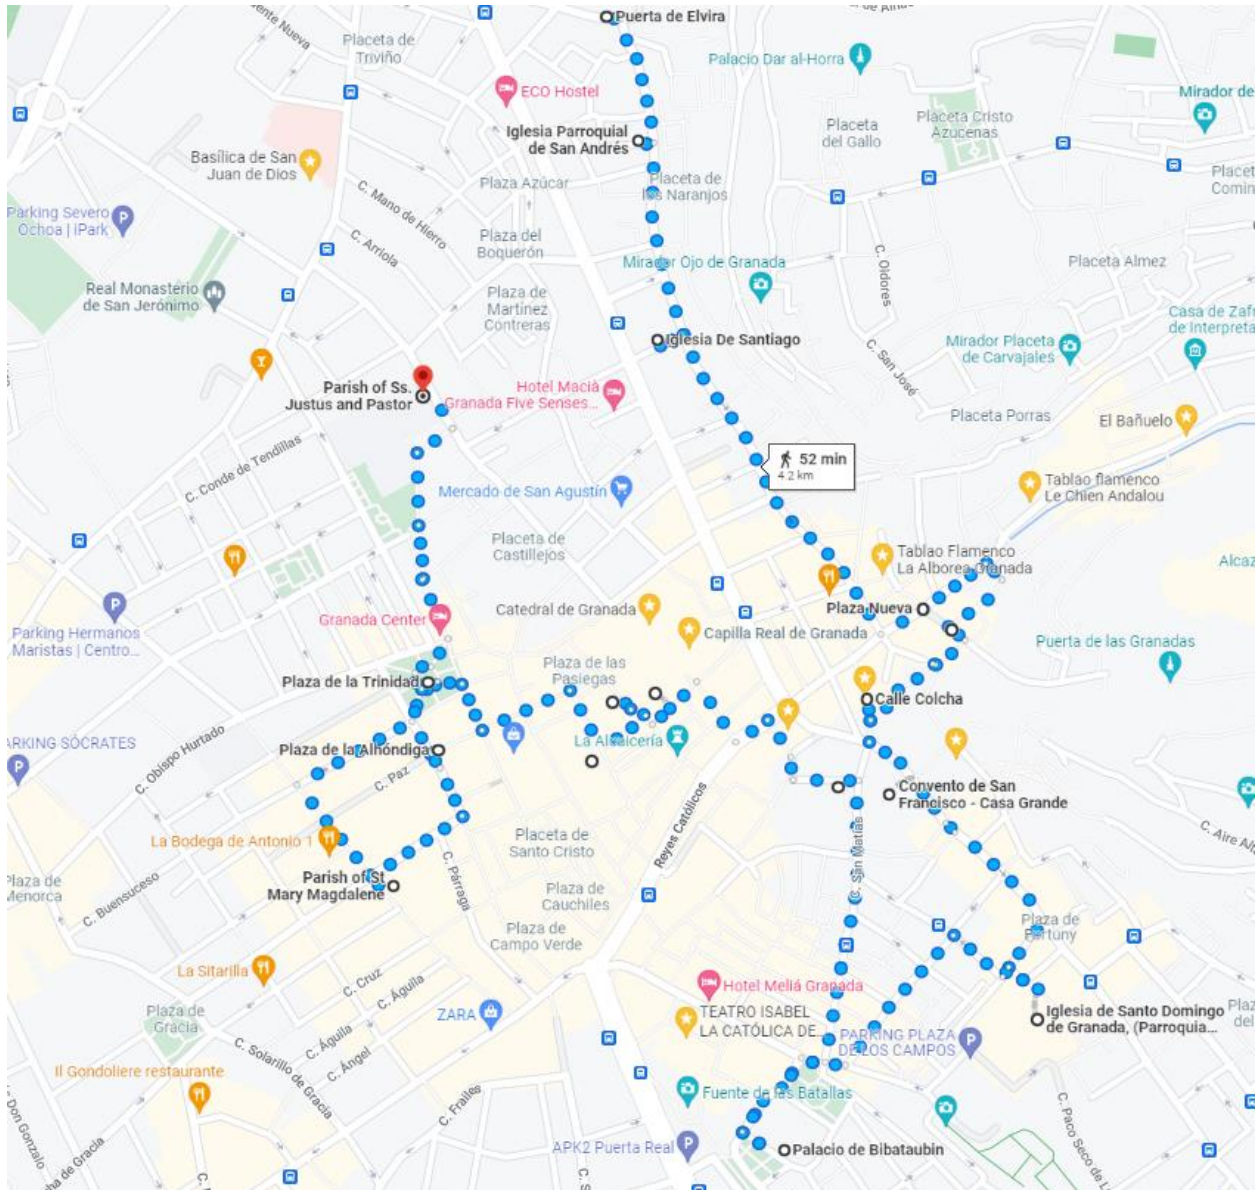 Puerta de Elvira
Placeta de
Triviño
Palacio Dar al-Horra
ECO Hostel
Mirador de
Placeta Cristo
Azucenas
Placeta
del Gallo
Iglesia Parroquial
de San Andrés
Basílica de San
Juan de Dios
C. Mano de Hierro
Plaza Azúcar
Placeta de
los Naranjos
Parking Severo
Ochoa | iPark
C. Arriola
Plaza del
Boquerón
C. Oidores
Placeta Almez
Mirador Ojo de Granada
Real Monasterio
de San Jerónimo
Plaza de
Martínez
Contreras
Casa de Zafr
de Interpreta
Iglesia De Santiago
Mirador Placeta
de Carvajales
C. San José
Parish of Ss.
Justus and Pastor
Hotel Maciá
Granada Five Senses...
Placeta Porras
El Bañuelo
C. Conde de Tendillas
52 min
4.2 km
Mercado de San Agustín
Tablao flamenco
Le Chien Andalou
Placeta de
Castillejos
Tablao Flamenco
La Alborea Granada
Alcaz
Catedral de Granada
Plaza Nueva
Granada Center
Capilla Real de Granada
Parking Hermanos
Maristas | Centro...
Puerta de las Granadas
Plaza de las
Pasiegas
Plaza de la Trinidad
Calle Colcha
C. Obispo Hurtado
ARKING SÓCRATES
La Alcaicería
Plaza de la Alhóndiga
C. Paz
Convento de San
Francisco - Casa Grande
Reyes Católicos
La Bodega de Antonio 1
Placeta de
Santo Cristo
C. San Matías
C. Aire Alt
Parish of St
Mary Magdalene
C. Párraga
Plaza de
Cauchiles
Plaza de
Menorca
C. Buensuceso
Plaza de
Campo Verde
Plaza de
Fortuny
La Sitarilla
C. Cruz
C. Águila
Hotel Meliá Granada
ZARA
TEATRO ISABEL
LA CATÓLICA DE...
Iglesia de Santo Domingo
de Granada, (Parroquia...
Plaza de
Gracia
C. Águila
C. Ángel
C. Solarillo de Gracia
PARKING PLAZA
DE LOS CAMPOS
Il Gondoliere restaurante
C. Frailes
Fuente de las Batallas
Don Gonzalo
APK2 Puerta Real
Palacio de Bibataubin
C. Paco Seco de L